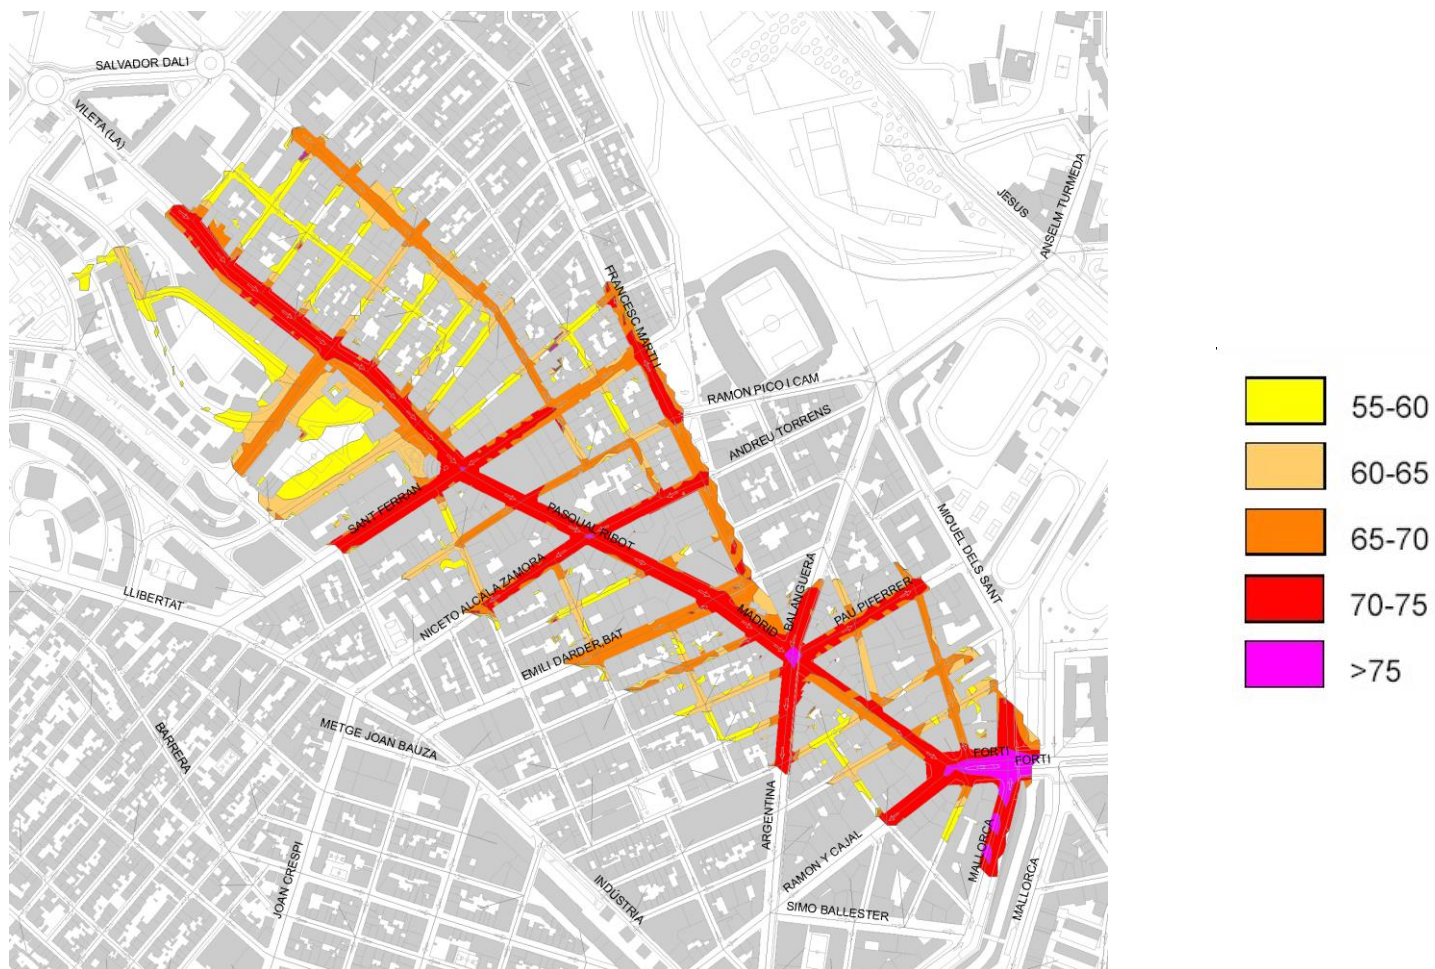 SALVADOR DALI
VILETA (LA)
JESUS
ANSELM TURMEDA
FRANCESC MARTI I
RAMON PICO I CAM
ANDREU TORRENS
SANT FERRAN
PASQUAL RIBOT
MIQUEL DELS SANT
NICETO ALCALA ZAMORA
LLIBERTAT
BALANGUERA
MADRID
PAU PIFERRER
EMILI DARDER,BAT
METGE JOAN BAUZA
BARRERA
FORTI
FORTI
ARGENTINA
RAMON Y CAJAL
MALLORCA
MALLORCA
JOAN CRESPI
INDÚSTRIA
SIMO BALLESTER
55-60
60-65
65-70
70-75
>75